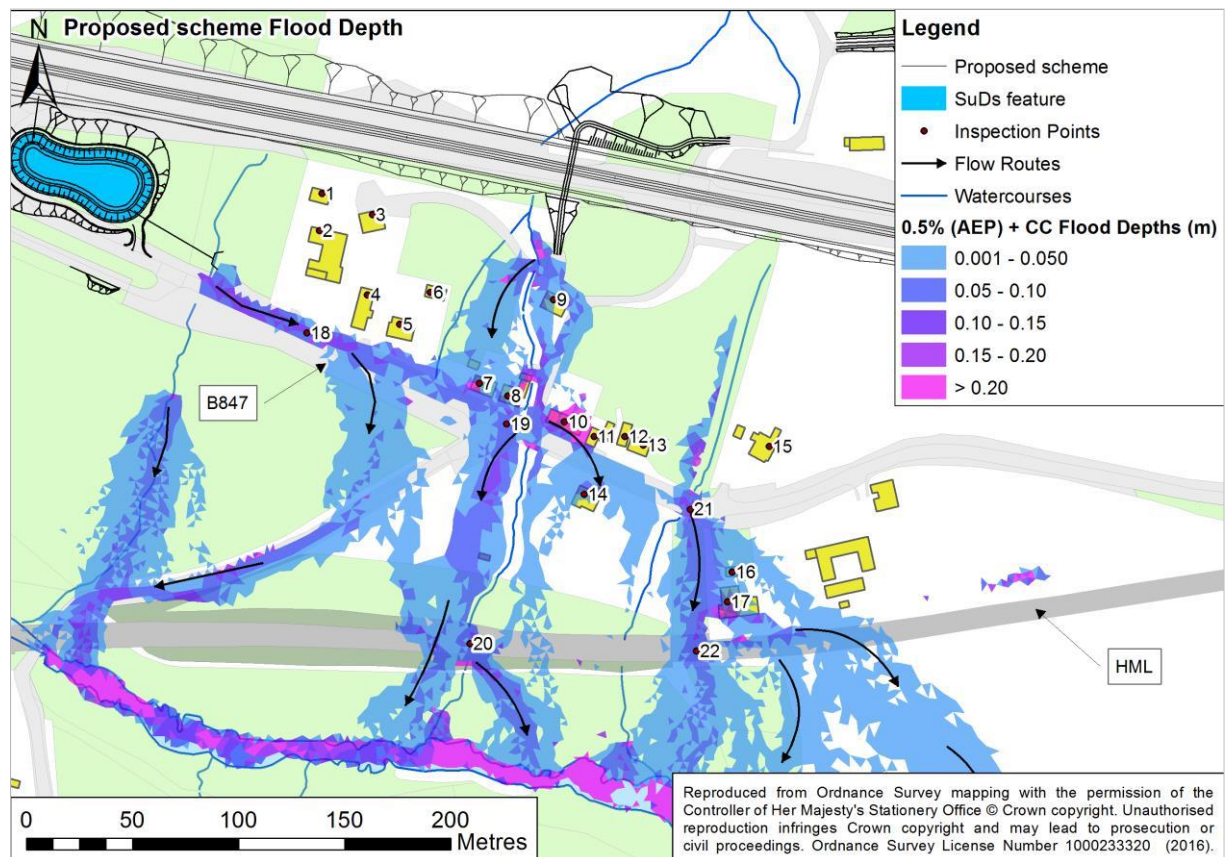 Proposed scheme Flood Depth
N
Legend
Proposed scheme
SuDs feature
Inspection Points
Flow Routes
Watercourses
0.5% (AEP) + CC Flood Depths (m)
0.001 - 0.050
0.05 - 0.10
0.10 - 0.15
0.15 - 0.20
> 0.20
1
3
2
6
4
9
5
18
7
8
B847
10
19
11
12
13
15
14
21
16
17
20
22
HML
0 50 100 150 200
Metres
Reproduced from Ordnance Survey mapping with the permission of the
Controller of Her Majesty's Stationery Office © Crown copyright. Unauthorised
reproduction infringes Crown copyright and may lead to prosecution or
civil proceedings. Ordnance Survey License Number 1000233320 (2016).